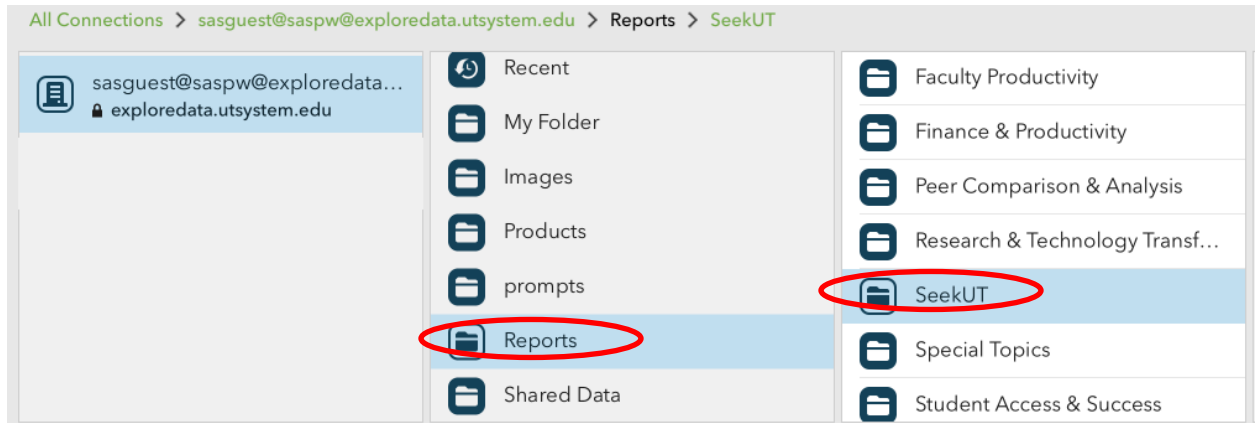 All Connections > sasguest@saspw@exploredata.utsystem.edu > Reports > SeekUT
sasguest@saspw@exploredata...
exploredata.utsystem.edu
Recent
My Folder
Images
Products
prompts
Reports
Shared Data
Faculty Productivity
Finance & Productivity
Peer Comparison & Analysis
Research & Technology Transf...
SeekUT
Special Topics
Student Access & Success